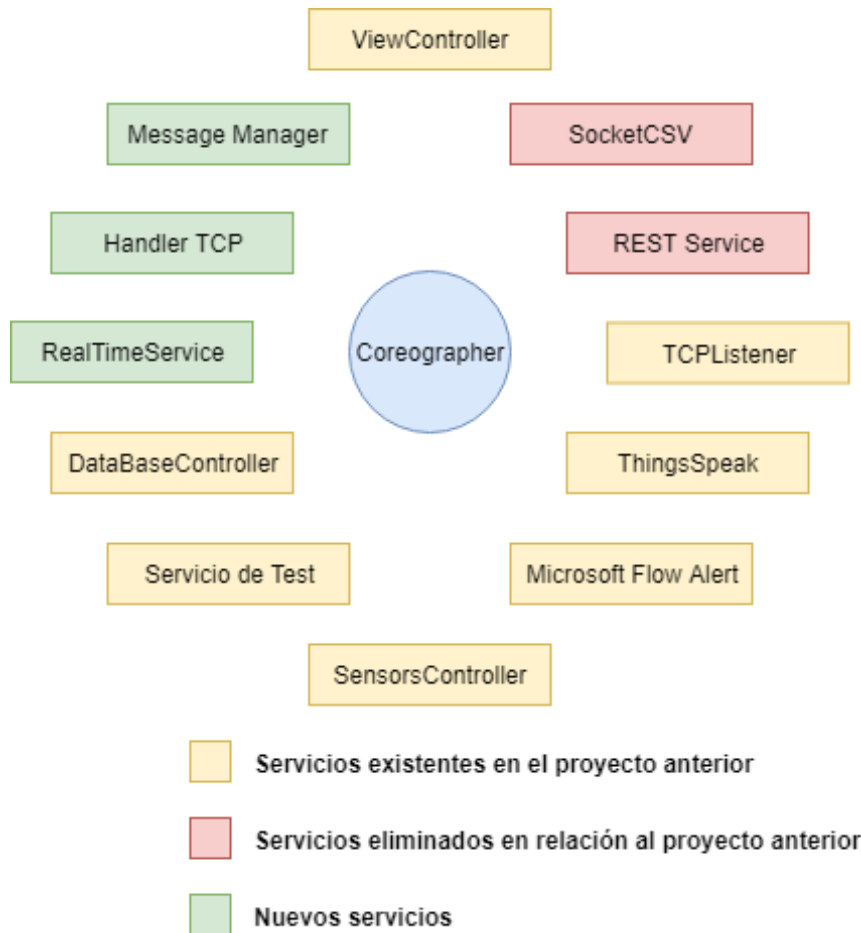 ViewController
Message Manager
SocketCSV
Handler TCP
REST Service
RealTimeService
Coreographer
TCPListener
DataBaseController
ThingsSpeak
Servicio de Test
Microsoft Flow Alert
SensorsController
Servicios existentes en el proyecto anterior
Servicios eliminados en relación al proyecto anterior
Nuevos servicios